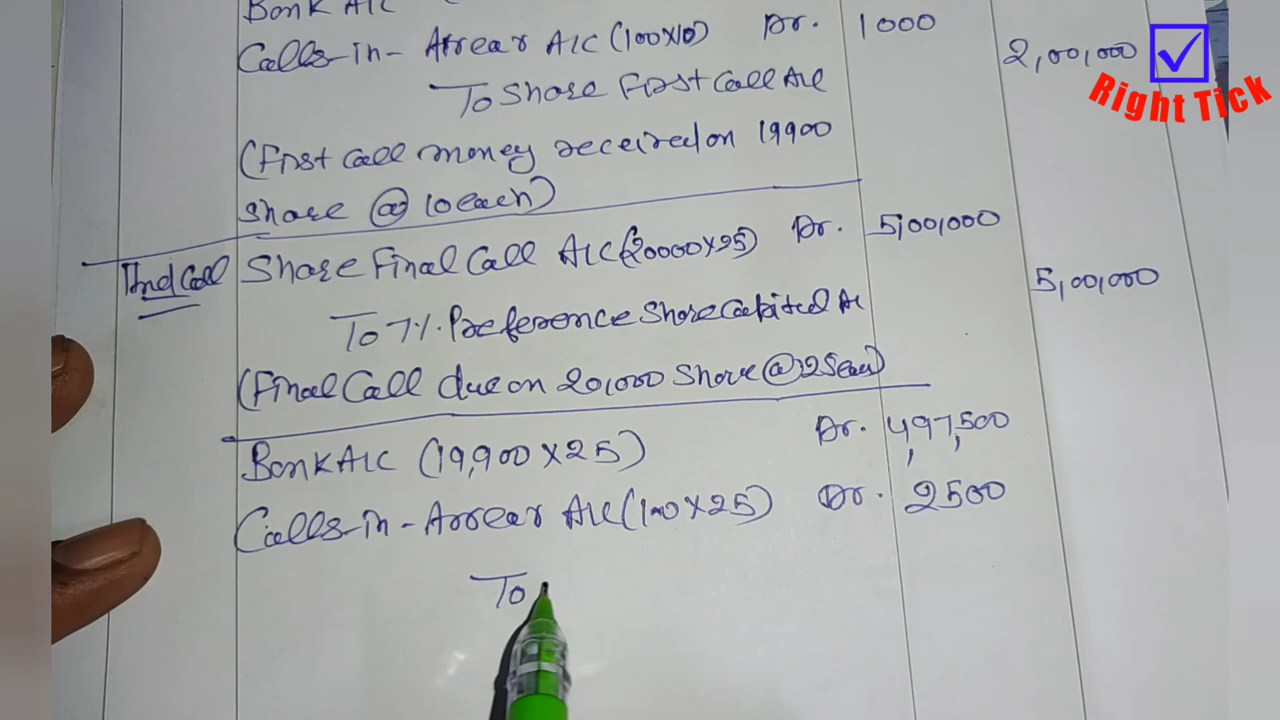 Bank A/C
Calls-in-Arrear A/C (100x10) Dr. 1000
2,00,000
To Share First Call A/c
(First Call money received on 19900
Share @ 10 each)
IInd Call Share Final Call A/C (20000x25) Dr. 5,00,000
To 7%. Preference Share Capital A/c 5,00,000
(Final Call due on 20,000 Share @ 25 each)
Bank A/C (19,900 x 25) Dr. 4,97,500
Calls-in-Arrear A/c (100 x 25) Dr. 2500
To
Right Tick